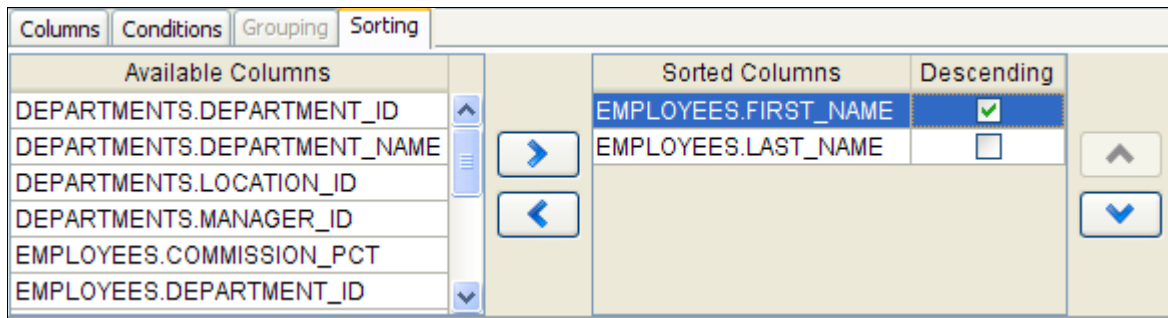 Columns Conditions Grouping Sorting
Available Columns
DEPARTMENTS.DEPARTMENT_ID
DEPARTMENTS.DEPARTMENT_NAME
DEPARTMENTS.LOCATION_ID
DEPARTMENTS.MANAGER_ID
EMPLOYEES.COMMISSION_PCT
EMPLOYEES.DEPARTMENT_ID
Sorted Columns Descending
EMPLOYEES.FIRST_NAME
EMPLOYEES.LAST_NAME